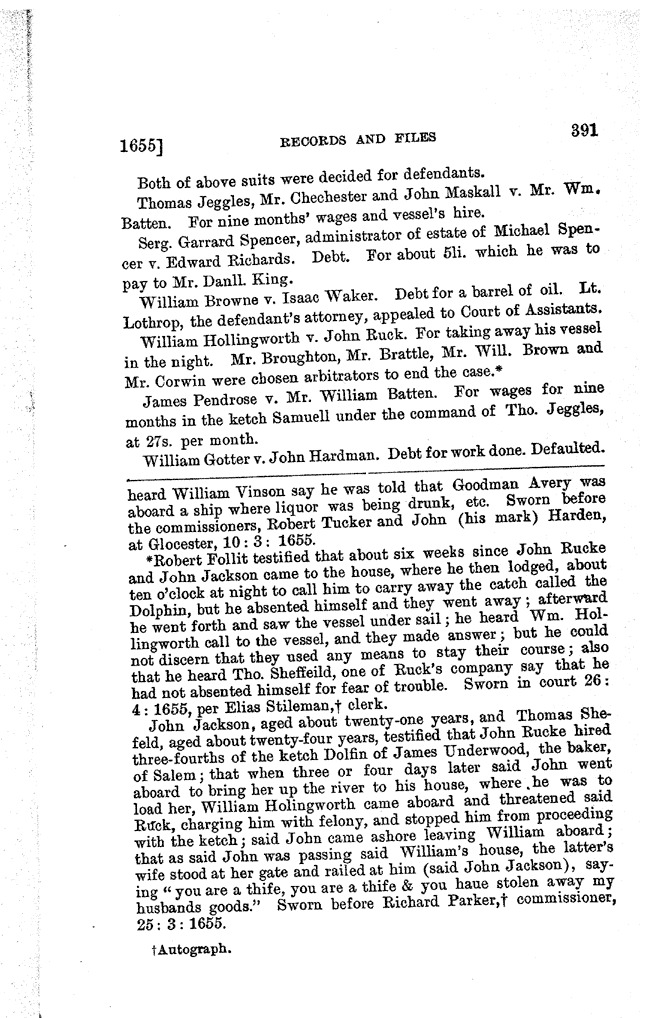 1655] RECORDS AND FILES 391
Both of above suits were decided for defendants.
Thomas Jeggles, Mr. Chechester and John Maskall v. Mr. Wm.
Batten. For nine months' wages and vessel's hire.
Serg. Garrard Spencer, administrator of estate of Michael Spen-
cer v. Edward Richards. Debt. For about 5li. which he was to
pay to Mr. Danll. King.
William Browne v. Isaac Waker. Debt for a barrel of oil. Lt.
Lothrop, the defendant's attorney, appealed to Court of Assistants.
William Hollingworth v. John Ruck. For taking away his vessel
in the night. Mr. Broughton, Mr. Brattle, Mr. Will. Brown and
Mr. Corwin were chosen arbitrators to end the case.*
James Pendrose v. Mr. William Batten. For wages for nine
months in the ketch Samuell under the command of Tho. Jeggles,
at 27s. per month.
William Gotter v. John Hardman. Debt for work done. Defaulted.
heard William Vinson say he was told that Goodman Avery was
aboard a ship where liquor was being drunk, etc. Sworn before
the commissioners, Robert Tucker and John (his mark) Harden,
at Glocester, 10 : 3 : 1655.
*Robert Follit testified that about six weeks since John Rucke
and John Jackson came to the house, where he then lodged, about
ten o'clock at night to call him to carry away the catch called the
Dolphin, but he absented himself and they went away ; afterward
he went forth and saw the vessel under sail ; he heard Wm. Hol-
lingworth call to the vessel, and they made answer ; but he could
not discern that they used any means to stay their course ; also
that he heard Tho. Sheffeild, one of Ruck's company say that he
had not absented himself for fear of trouble. Sworn in court 26 :
4 : 1655, per Elias Stileman,† clerk.
John Jackson, aged about twenty-one years, and Thomas She-
feld, aged about twenty-four years, testified that John Rucke hired
three-fourths of the ketch Dolfin of James Underwood, the baker,
of Salem ; that when three or four days later said John went
aboard to bring her up the river to his house, where he was to
load her, William Holingworth came aboard and threatened said
Ruck, charging him with felony, and stopped him from proceeding
with the ketch ; said John came ashore leaving William aboard ;
that as said John was passing said William's house, the latter's
wife stood at her gate and railed at him (said John Jackson), say-
ing "you are a thife, you are a thife & you haue stolen away my
husbands goods." Sworn before Richard Parker,† commissioner,
25 : 3 : 1655.
†Autograph.